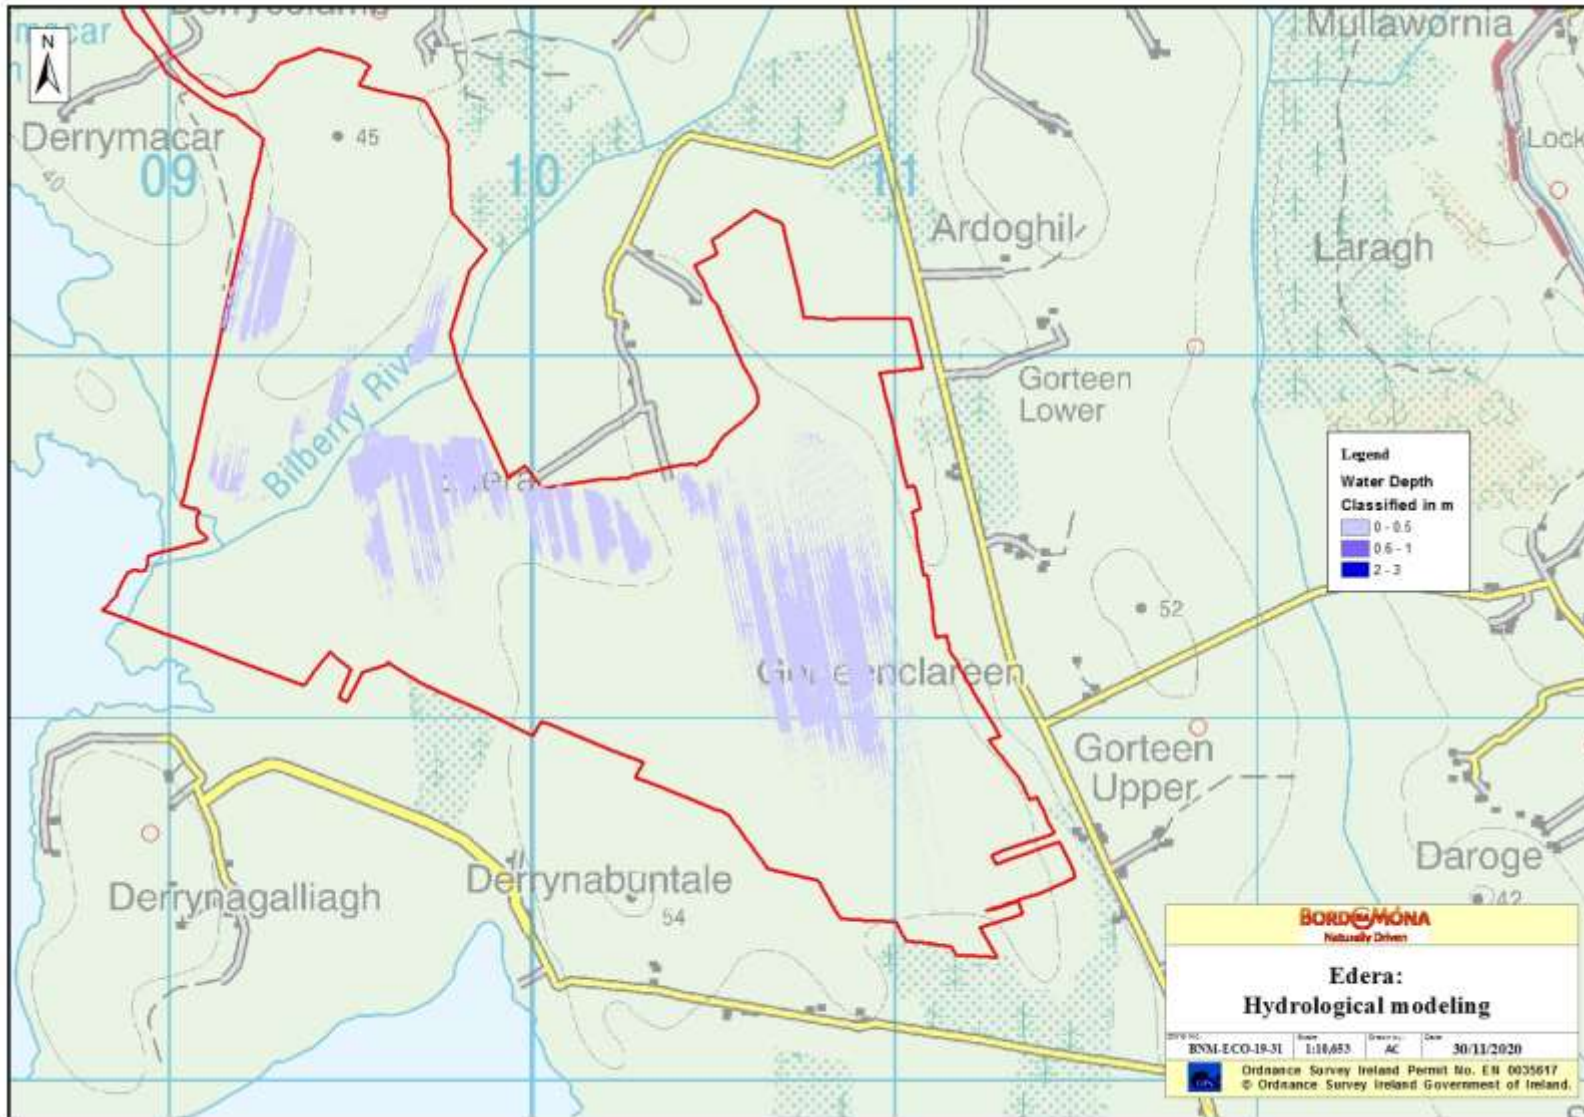 N
Derrymacar
40
45
09
10
11
Mullawornia
Lock
Ardoghil
Laragh
Gorteen
Lower
Bilberry
52
Gorteen
Upper
Daroge
42
Derrynagalliagh
Derrynabuntale
54
Legend
Water Depth
Classified in m
0 - 0.5
0.6 - 1
2 - 3
BORD NA MÓNA
Naturally Driven
Edera:
Hydrological modeling
BNM-ECO-19-31 1:10,653 AC 30/11/2020
Ordnance Survey Ireland Permit No. EN 0035617
© Ordnance Survey Ireland Government of Ireland.